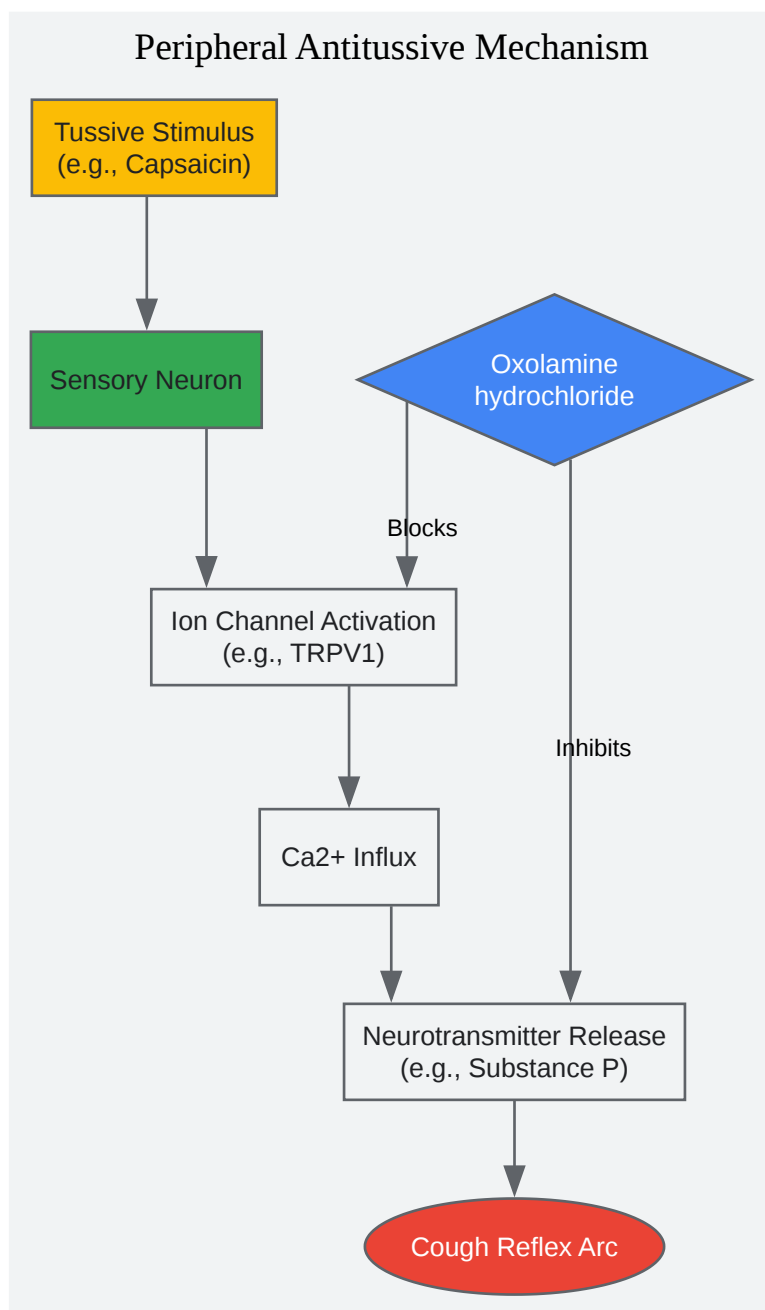 Peripheral Antitussive Mechanism
Tussive Stimulus
(e.g., Capsaicin)
Sensory Neuron
Oxolamine
hydrochloride
Blocks
Ion Channel Activation
(e.g., TRPV1)
Inhibits
Ca2+ Influx
Neurotransmitter Release
(e.g., Substance P)
Cough Reflex Arc